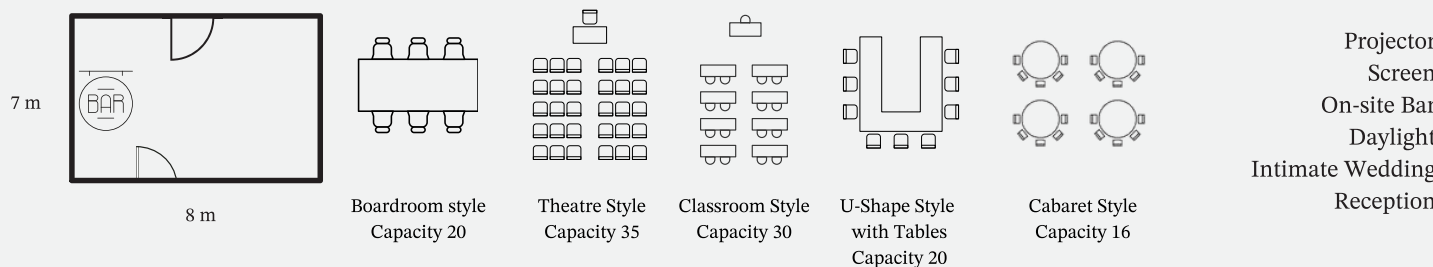 7 m
BAR
8 m
Boardroom style
Capacity 20
Theatre Style
Capacity 35
Classroom Style
Capacity 30
U-Shape Style
with Tables
Capacity 20
Cabaret Style
Capacity 16
Projector
Screen
On-site Bar
Daylight
Intimate Wedding
Reception